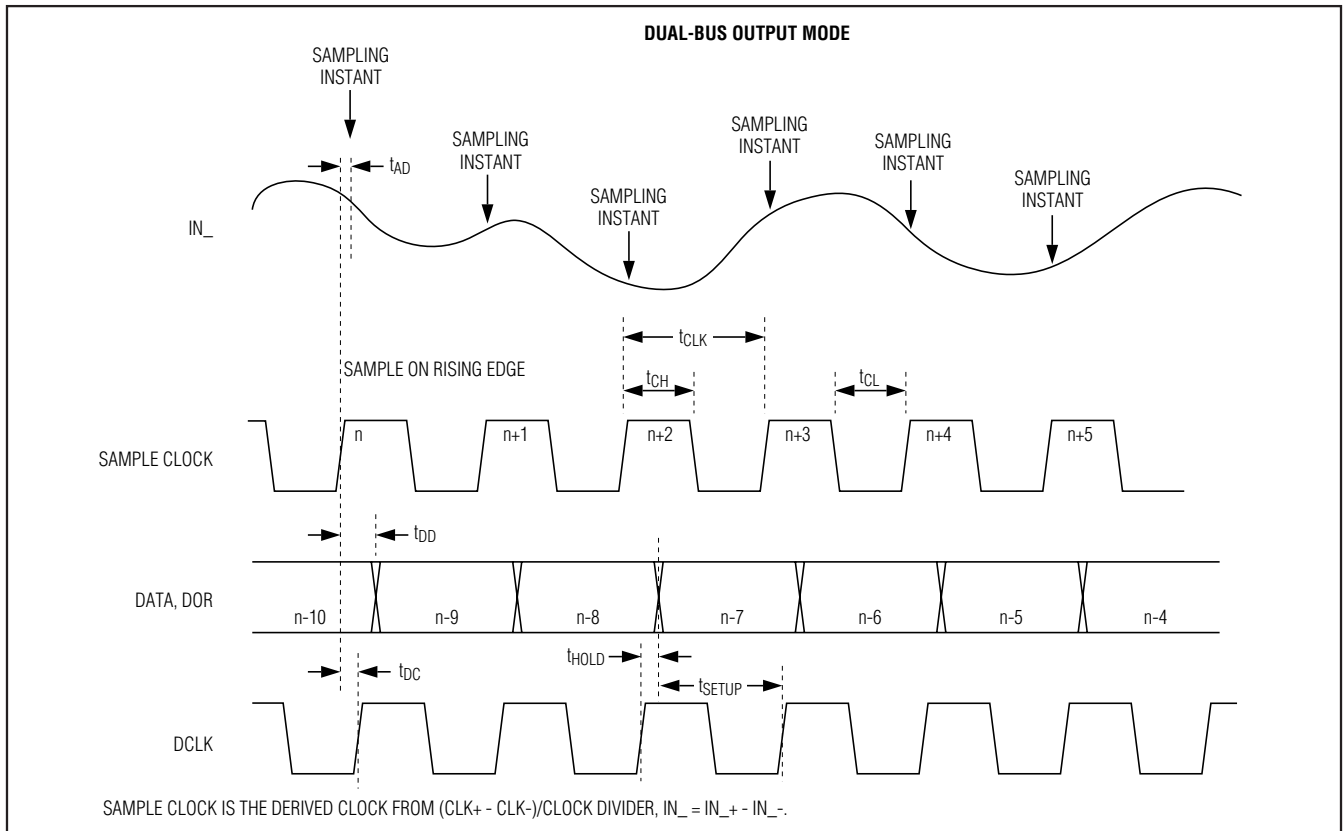 DUAL-BUS OUTPUT MODE
SAMPLING
INSTANT
SAMPLING
INSTANT
SAMPLING
INSTANT
SAMPLING
INSTANT
SAMPLING
INSTANT
SAMPLING
INSTANT
tAD
IN_
tCLK
SAMPLE ON RISING EDGE
tCH
tCL
n
n+1
n+2
n+3
n+4
n+5
SAMPLE CLOCK
tDD
DATA, DOR
n-10
n-9
n-8
n-7
n-6
n-5
n-4
tDC
tHOLD
tSETUP
DCLK
SAMPLE CLOCK IS THE DERIVED CLOCK FROM (CLK+ - CLK-)/CLOCK DIVIDER, IN_ = IN_+ - IN_-.